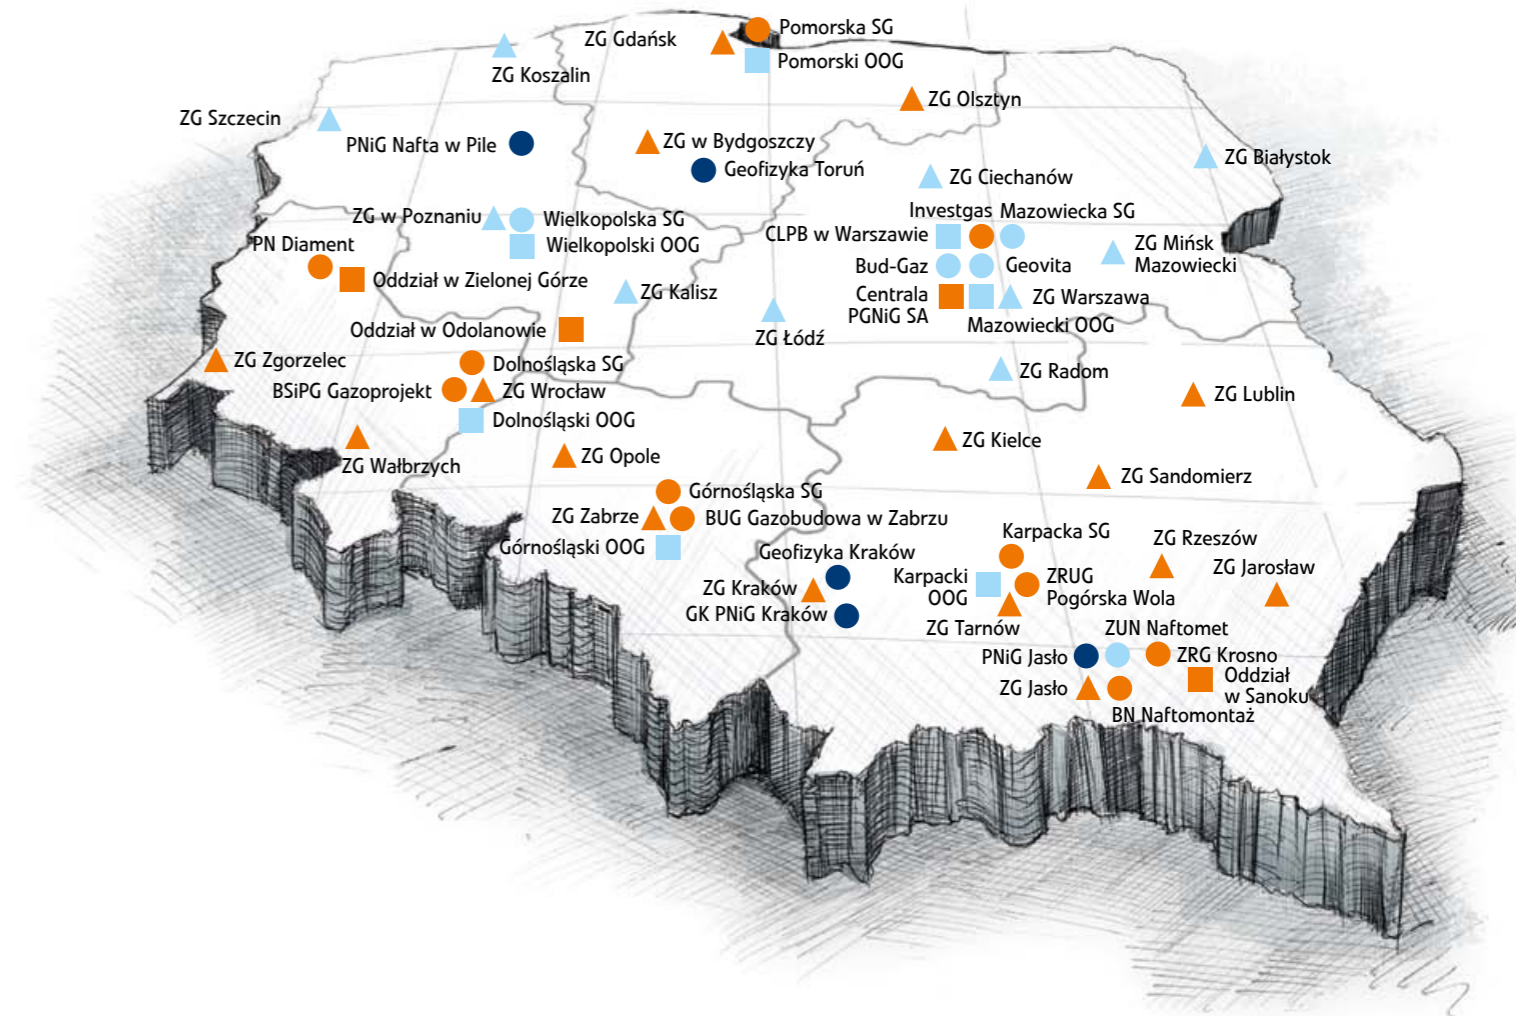 Pomorska SG
ZG Gdańsk
Pomorski OOG
ZG Koszalin
ZG Olsztyn
ZG Szczecin
PNiG Nafta w Pile
ZG w Bydgoszczy
Geofizyka Toruń
ZG Białystok
ZG Ciechanów
ZG w Poznaniu
Wielkopolska SG
Wielkopolski OOG
Investgas
Mazowiecka SG
CLPB w Warszawie
Bud-Gaz
Geovita
ZG Mińsk
Mazowiecki
PN Diament
Oddział w Zielonej Górze
ZG Kalisz
Centrala
PGNiG SA
ZG Warszawa
Mazowiecki OOG
Oddział w Odolanowie
ZG Łódź
ZG Zgorzelec
Dolnośląska SG
BSiPG Gazoprojekt
ZG Wrocław
Dolnośląski OOG
ZG Radom
ZG Lublin
ZG Wałbrzych
ZG Opole
ZG Kielce
ZG Sandomierz
Górnośląska SG
ZG Zabrze
BUG Gazobudowa w Zabrzu
Górnośląski OOG
Geofizyka Kraków
ZG Kraków
GK PNiG Kraków
Karpacka SG
Karpacki
OOG
ZRUG
Pogórska Wola
ZG Tarnów
ZG Rzeszów
ZG Jarosław
ZUN Naftomet
PNiG Jasło
ZRG Krosno
ZG Jasło
Oddział
w Sanoku
BN Naftomontaż